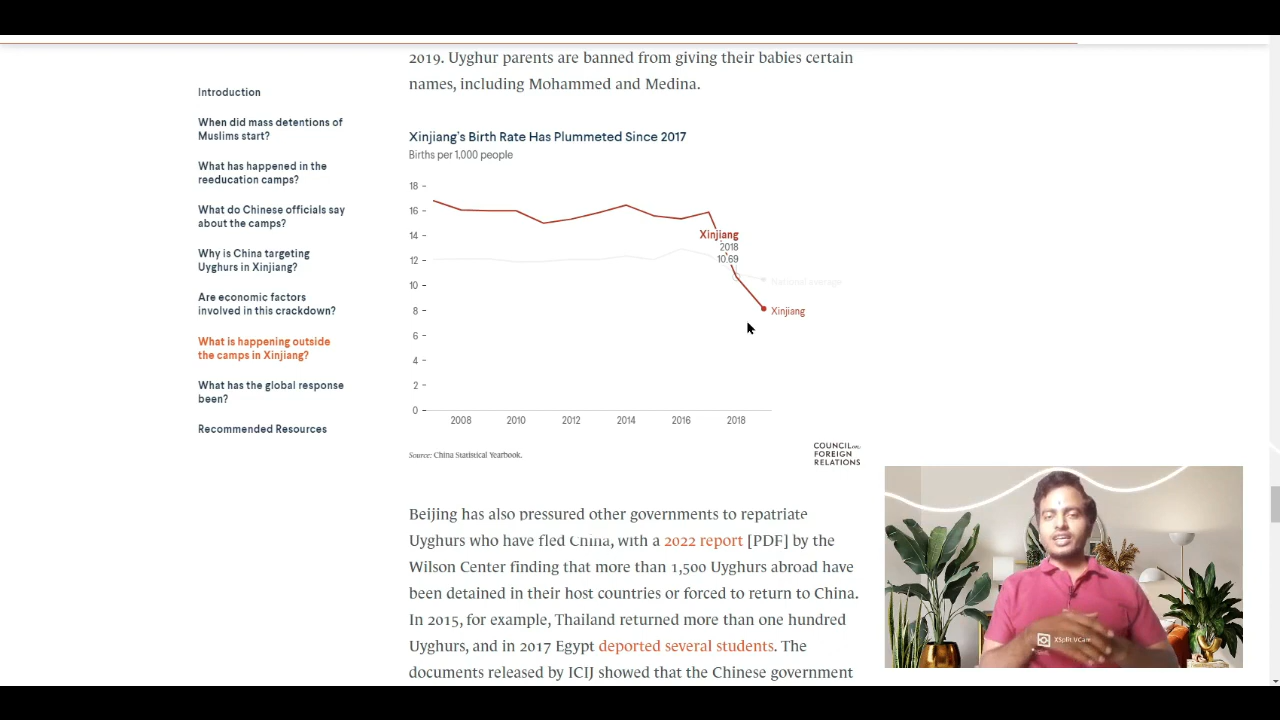 2019. Uyghur parents are banned from giving their babies certain
names, including Mohammed and Medina.
Introduction
When did mass detentions of
Muslims start?
What has happened in the
reeducation camps?
What do Chinese officials say
about the camps?
Why is China targeting
Uyghurs in Xinjiang?
Are economic factors
involved in this crackdown?
What is happening outside
the camps in Xinjiang?
What has the global response
been?
Recommended Resources
Xinjiang's Birth Rate Has Plummeted Since 2017
Births per 1,000 people
18
16
14
12
10
8
6
4
2
0
Xinjiang
2018
10.69
National average
Xinjiang
2008 2010 2012 2014 2016 2018
Source: China Statistical Yearbook.
COUNCIL on
FOREIGN
RELATIONS
Beijing has also pressured other governments to repatriate
Uyghurs who have fled China, with a 2022 report [PDF] by the
Wilson Center finding that more than 1,500 Uyghurs abroad have
been detained in their host countries or forced to return to China.
In 2015, for example, Thailand returned more than one hundred
Uyghurs, and in 2017 Egypt deported several students. The
documents released by ICIJ showed that the Chinese government
XSplit VCam